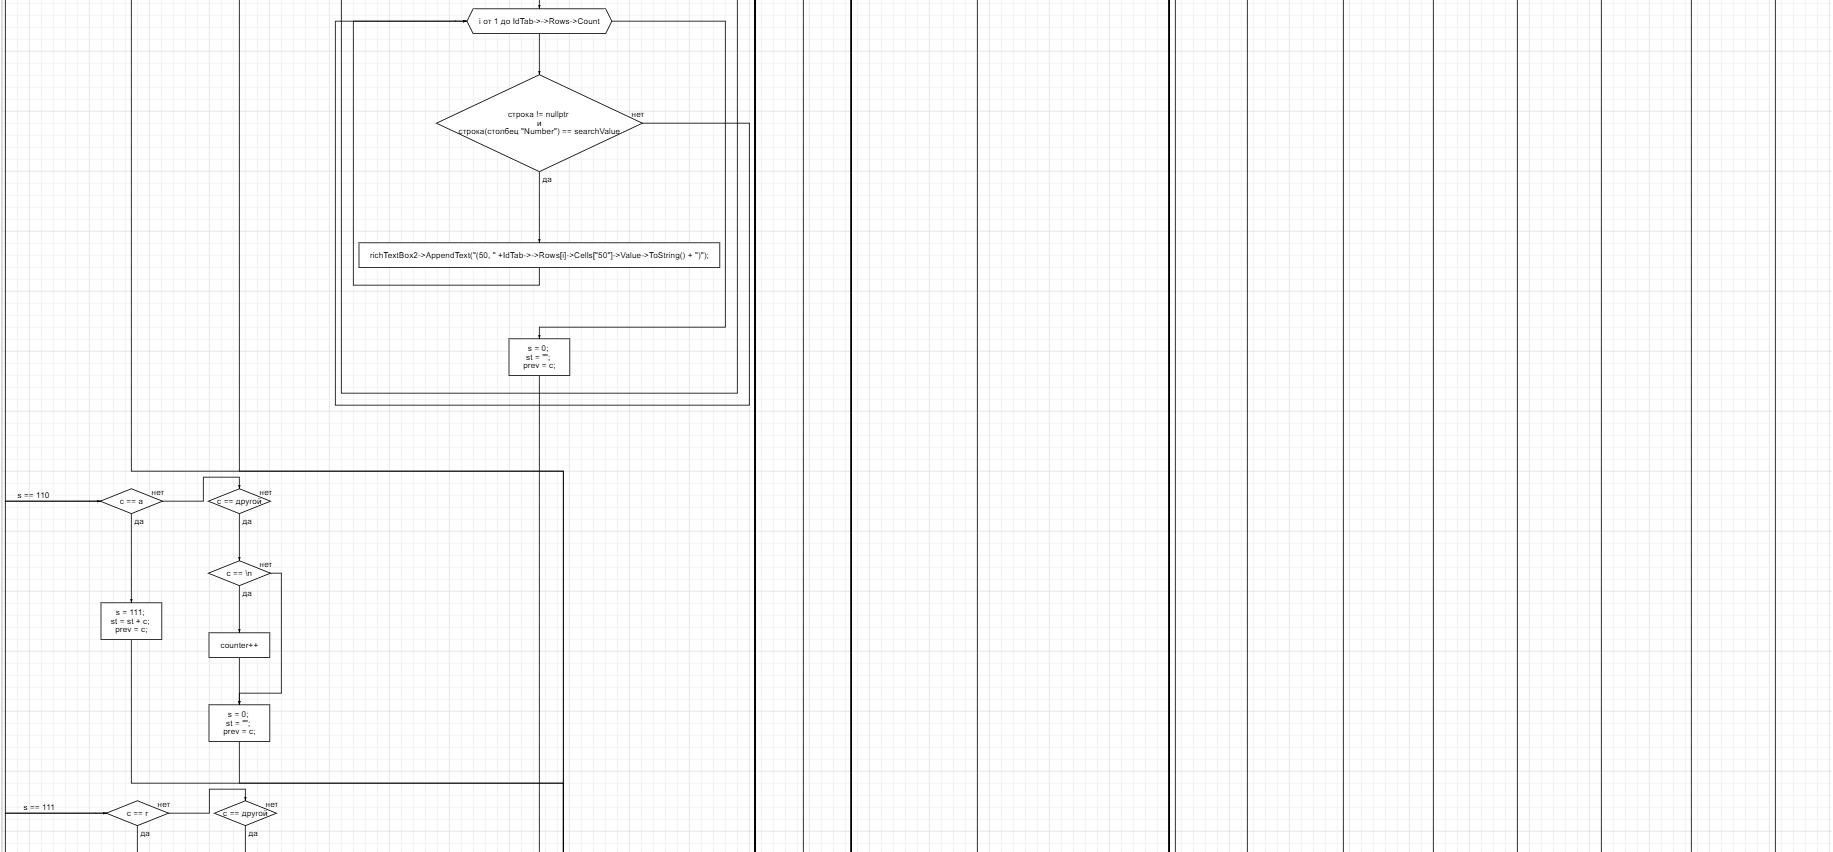 i от 1 до IdTab->->Rows->Count
строка != nullptr
и
строка(столбец "Number") == searchValue
нет
да
richTextBox2->AppendText("(50, " +IdTab->->Rows[i]->Cells["50"]->Value->ToString() + ")");
s = 0;
st = "";
prev = c;
s == 110
c == a
нет
да
c == другой
нет
да
c == \n
нет
да
s = 111;
st = st + c;
prev = c;
counter++
s = 0;
st = "";
prev = c;
s == 111
c == r
нет
да
c == другой
нет
да